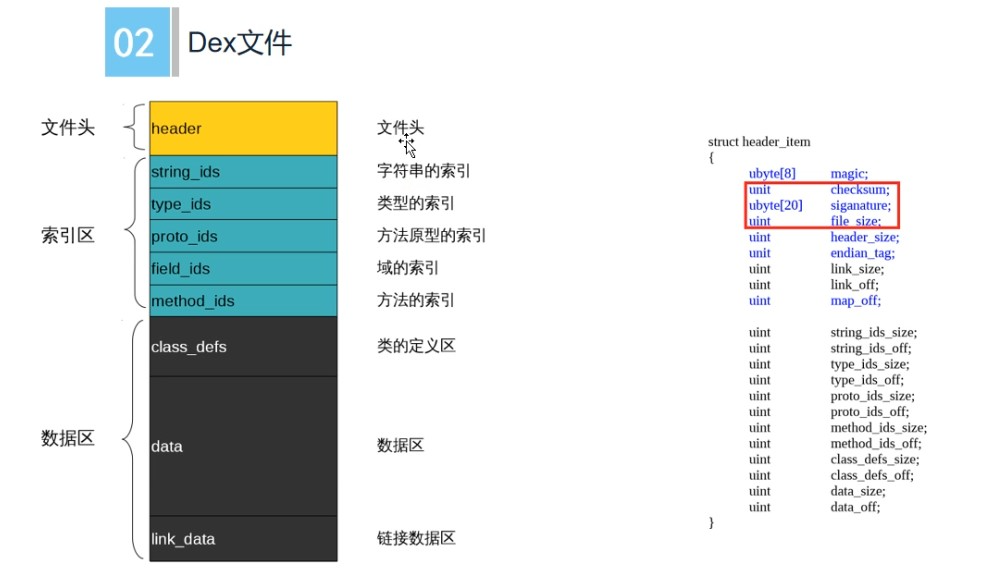 02 Dex文件
文件头
header
文件头
索引区
string_ids
字符串的索引
type_ids
类型的索引
proto_ids
方法原型的索引
field_ids
域的索引
method_ids
方法的索引
数据区
class_defs
类的定义区
data
数据区
link_data
链接数据区
struct header_item
{
ubyte[8] magic;
unit checksum;
ubyte[20] siganature;
uint file_size;
uint header_size;
unit endian_tag;
uint link_size;
uint link_off;
uint map_off;
uint string_ids_size;
uint string_ids_off;
uint type_ids_size;
uint type_ids_off;
uint proto_ids_size;
uint proto_ids_off;
uint method_ids_size;
uint method_ids_off;
uint class_defs_size;
uint class_defs_off;
uint data_size;
uint data_off;
}